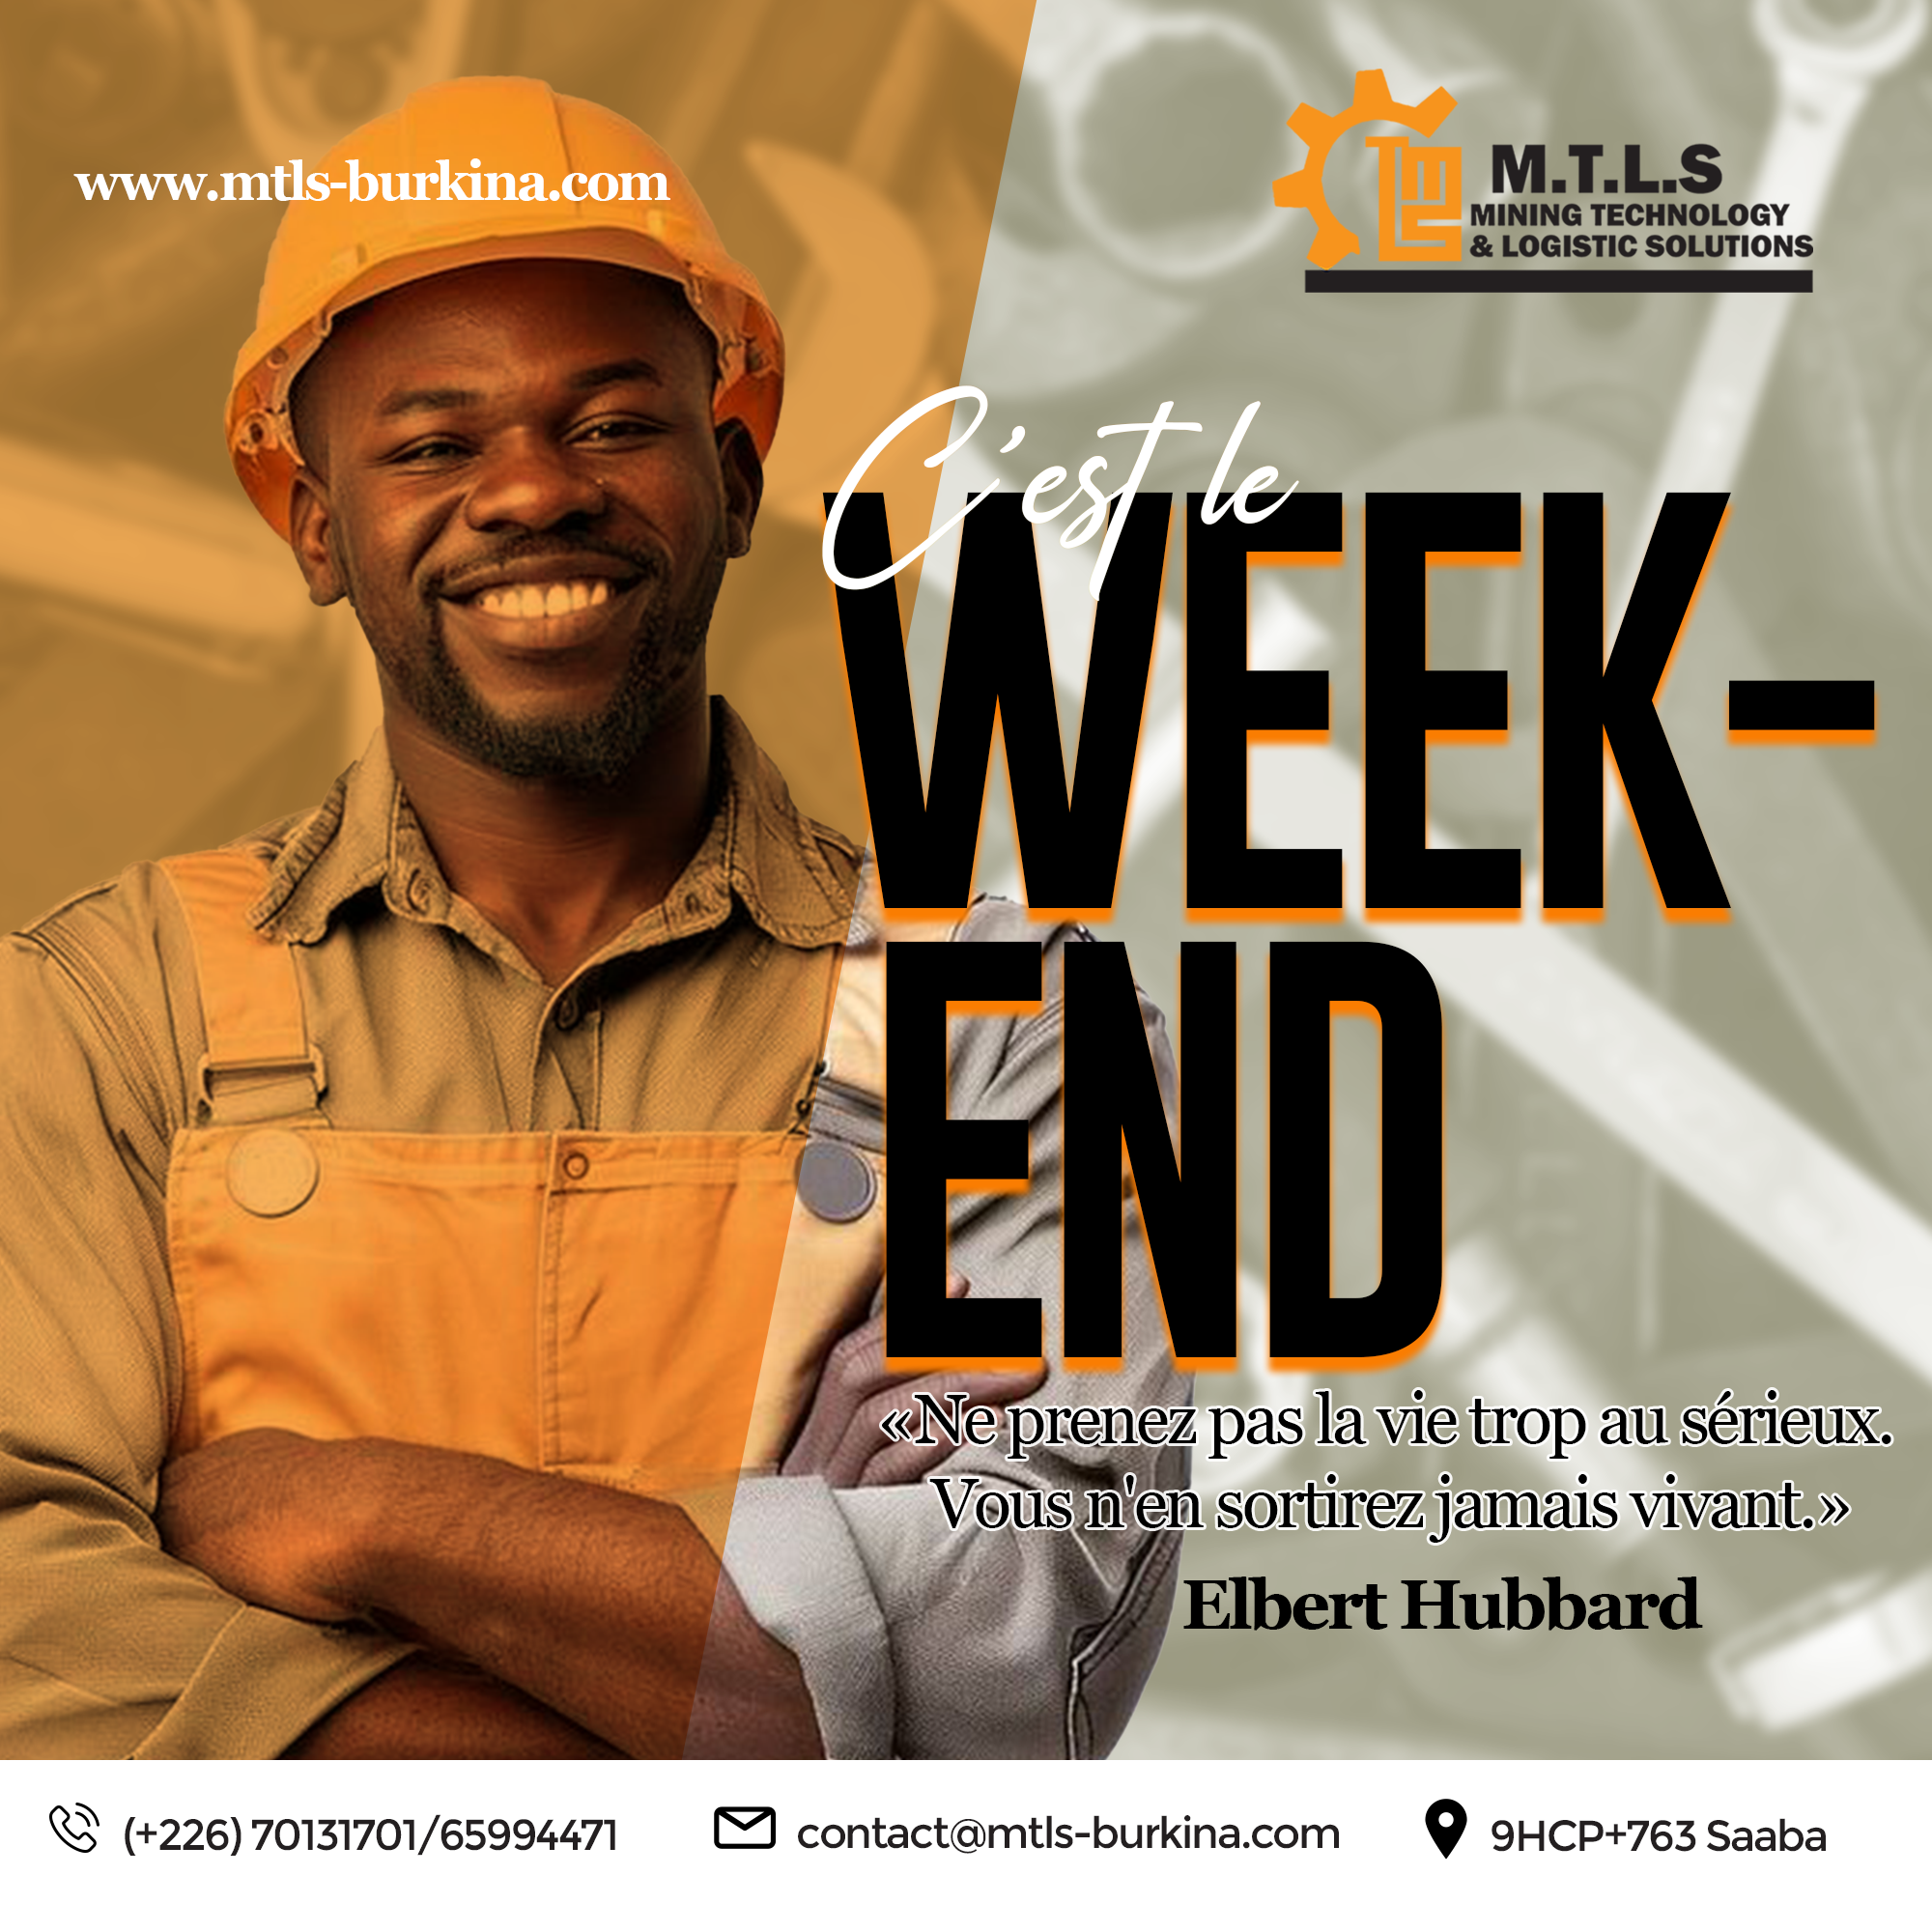 www.mtls-burkina.com
M.T.L.S
MINING TECHNOLOGY
& LOGISTIC SOLUTIONS
C'est le
WEEK-
END
«Ne prenez pas la vie trop au sérieux.
Vous n'en sortirez jamais vivant.»
Elbert Hubbard
(+226) 70131701/65994471
contact@mtls-burkina.com
9HCP+763 Saaba